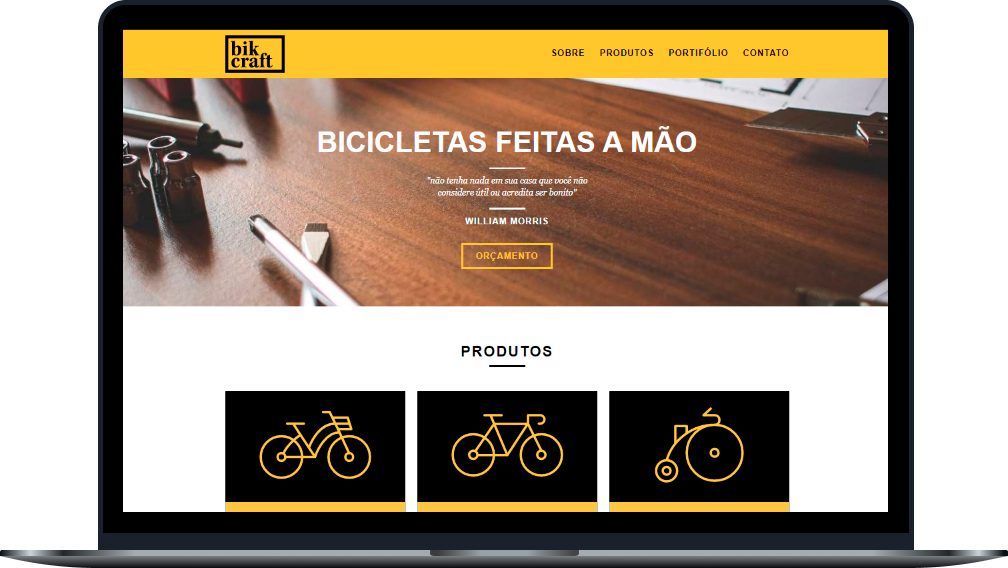 bik
craft
SOBRE PRODUTOS PORTIFÓLIO CONTATO
BICICLETAS FEITAS A MÃO
"não tenha nada em sua casa que você não
considere útil ou acredita ser bonito"
WILLIAM MORRIS
ORÇAMENTO
PRODUTOS